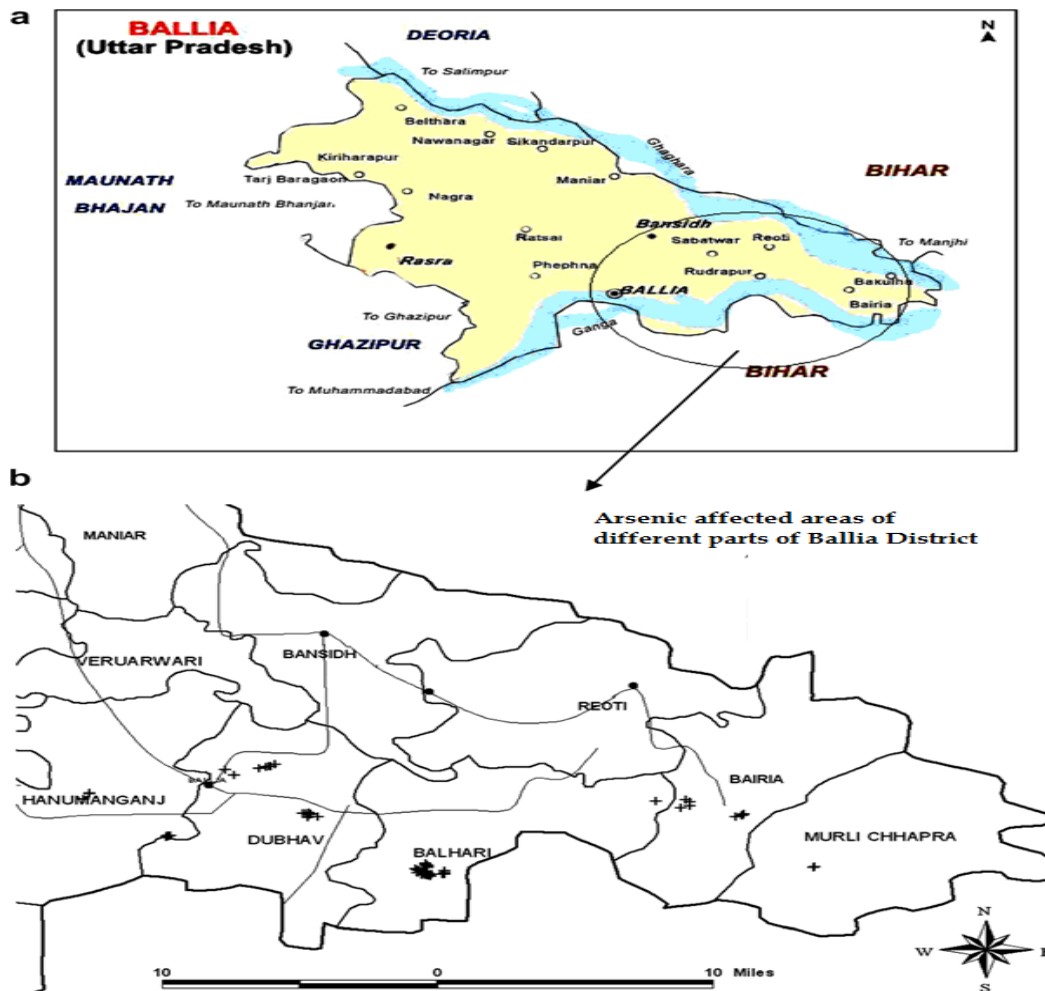 a
BALLIA
(Uttar Pradesh)
DEORIA
N
To Salimpur
Belthara
Nawanagar
Sikandarpur
Ghaghara
Kiriharapur
BIHAR
MAUNATH
BHAJAN
Tarj Baragaon
Maniar
To Maunath Bhanjan
Nagra
Bansidh
Ratsai
Sabatwar
Reoti
To Manjhi
Rasra
Phephna
Rudrapur
BALLIA
Bakulha
Bairia
To Ghazipur
Ganga
GHAZIPUR
BIHAR
To Muhammadabad
b
Arsenic affected areas of
different parts of Ballia District
MANIAR
VERUARWARI
BANSIDH
REOTI
BAIRIA
HANUMANGANJ
DUBHAV
BALHARI
MURLI CHHAPRA
N
W
S
10
0
10
Miles